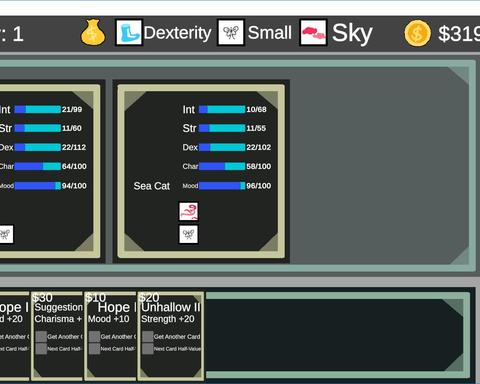 : 1 Dexterity Small Sky $319
Int 21/99
Str 11/60
Dex 22/112
Char 64/100
Mood 94/100
Int 10/68
Str 11/55
Dex 22/102
Char 58/100
Sea Cat Mood 96/100
ope I
d +20
$30
Suggestion
Charisma +
Get Another C
Next Card Half-
$10
Hope I
Mood +10
Get Another C
Next Card Half-
$20
Unhallow II
Strength +20
Get Another Card
Next Card Half-Value